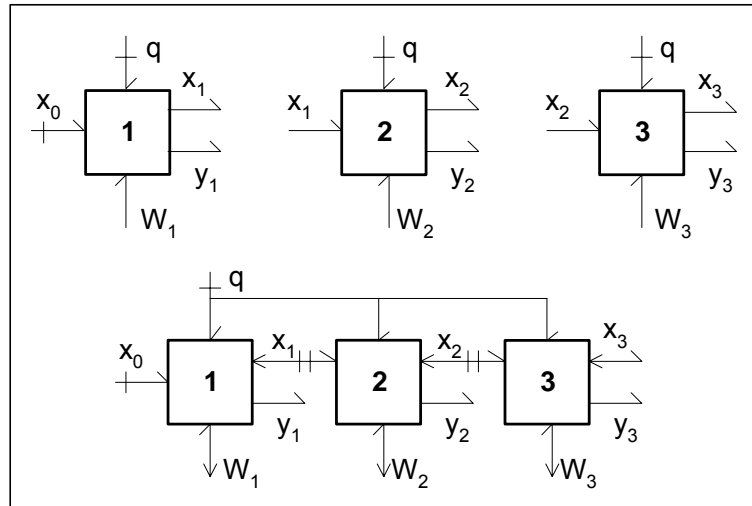 q q q
x₀ x₁ x₁ x₂ x₂ x₃
1 2 3
y₁ y₂ y₃
W₁ W₂ W₃
q
x₀ x₁ x₂ x₃
1 2 3
y₁ y₂ y₃
W₁ W₂ W₃